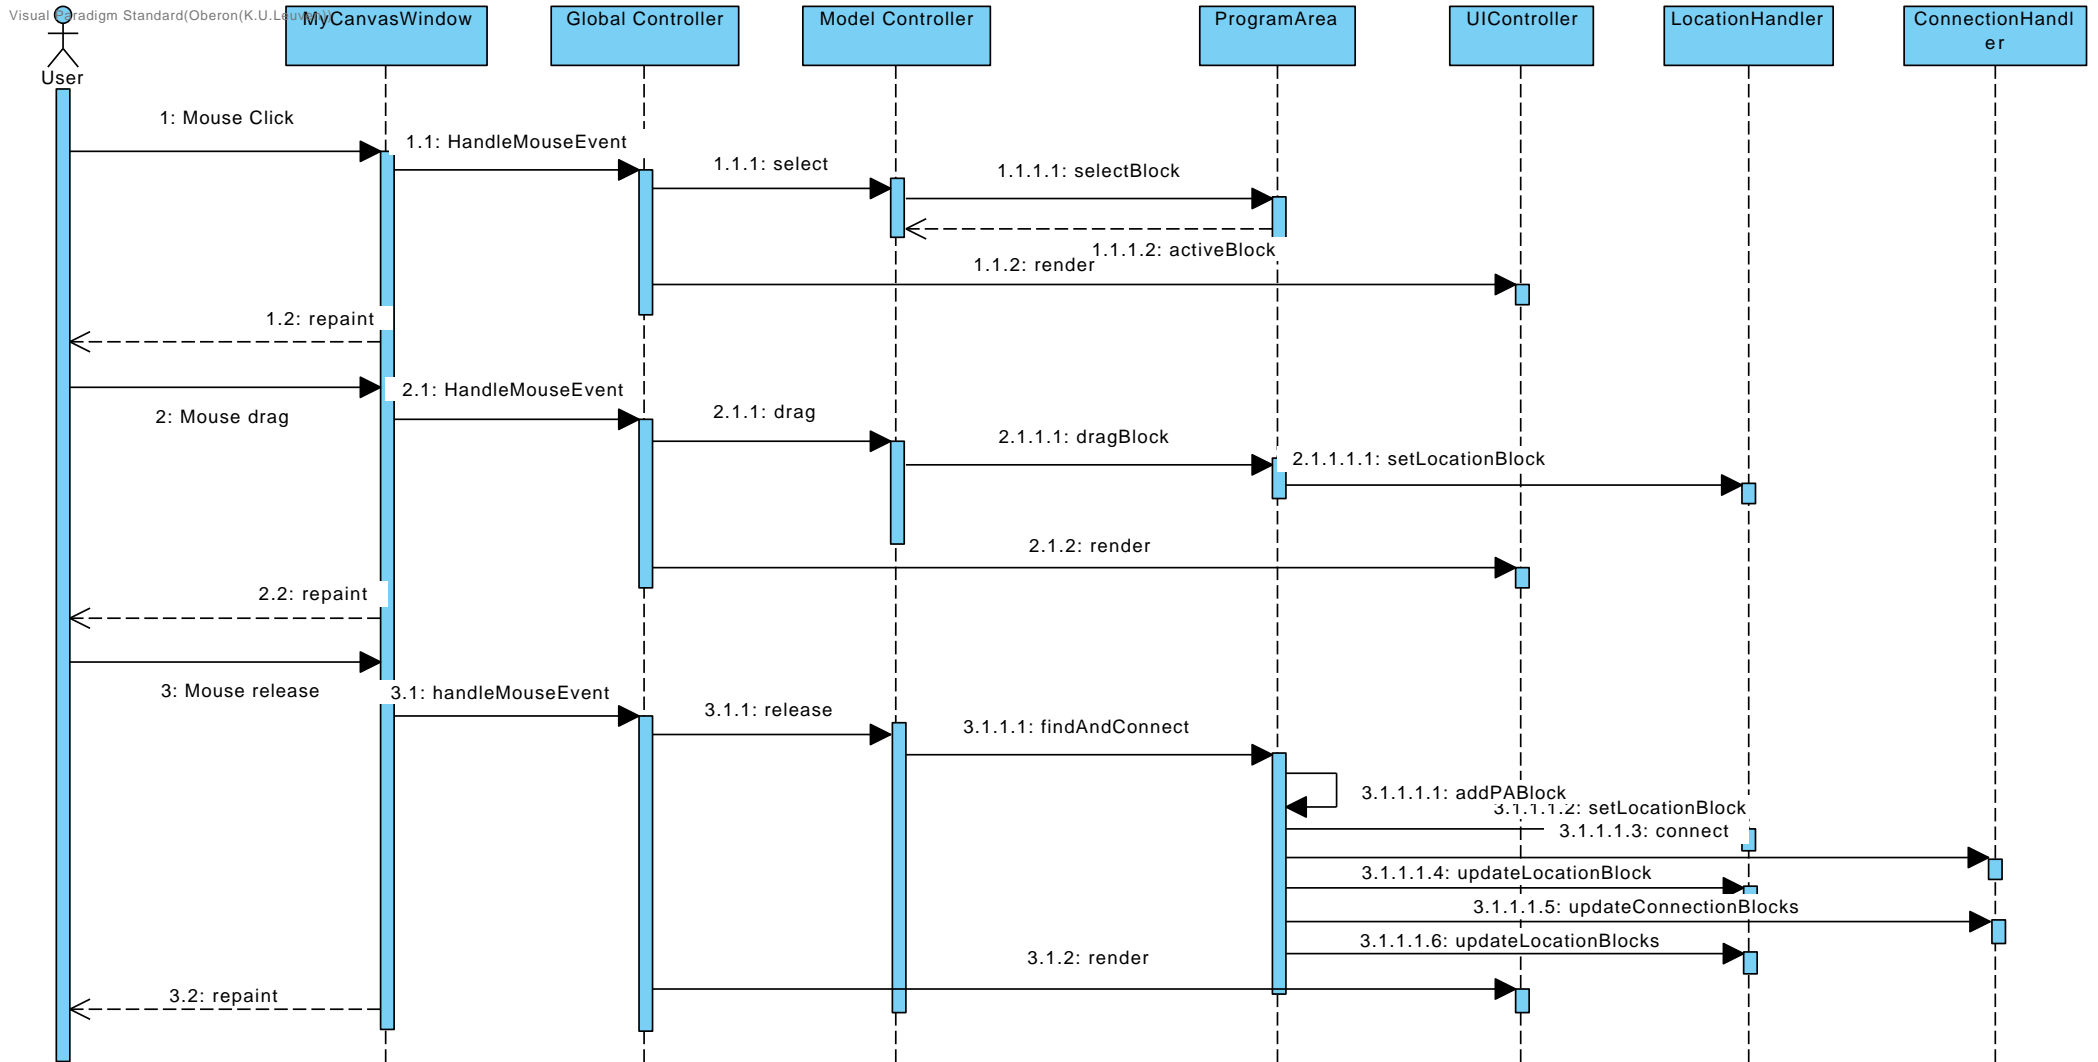 Visual Paradigm Standard(Oberon(K.U.Leuven))
MyCanvasWindow
Global Controller
Model Controller
ProgramArea
UIController
LocationHandler
ConnectionHandl
er
User
1: Mouse Click
1.1: HandleMouseEvent
1.1.1: select
1.1.1.1: selectBlock
1.1.1.2: activeBlock
1.1.2: render
1.2: repaint
2.1: HandleMouseEvent
2: Mouse drag
2.1.1: drag
2.1.1.1: dragBlock
2.1.1.1.1: setLocationBlock
2.1.2: render
2.2: repaint
3: Mouse release
3.1: handleMouseEvent
3.1.1: release
3.1.1.1: findAndConnect
3.1.1.1.1: addPABlock
3.1.1.1.2: setLocationBlock
3.1.1.1.3: connect
3.1.1.1.4: updateLocationBlock
3.1.1.1.5: updateConnectionBlocks
3.1.1.1.6: updateLocationBlocks
3.1.2: render
3.2: repaint